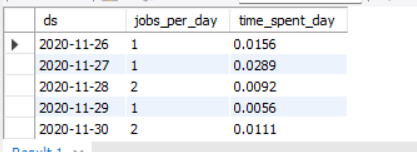 ds jobs_per_day time_spent_day
2020-11-26 1 0.0156
2020-11-27 1 0.0289
2020-11-28 2 0.0092
2020-11-29 1 0.0056
2020-11-30 2 0.0111
Result 1